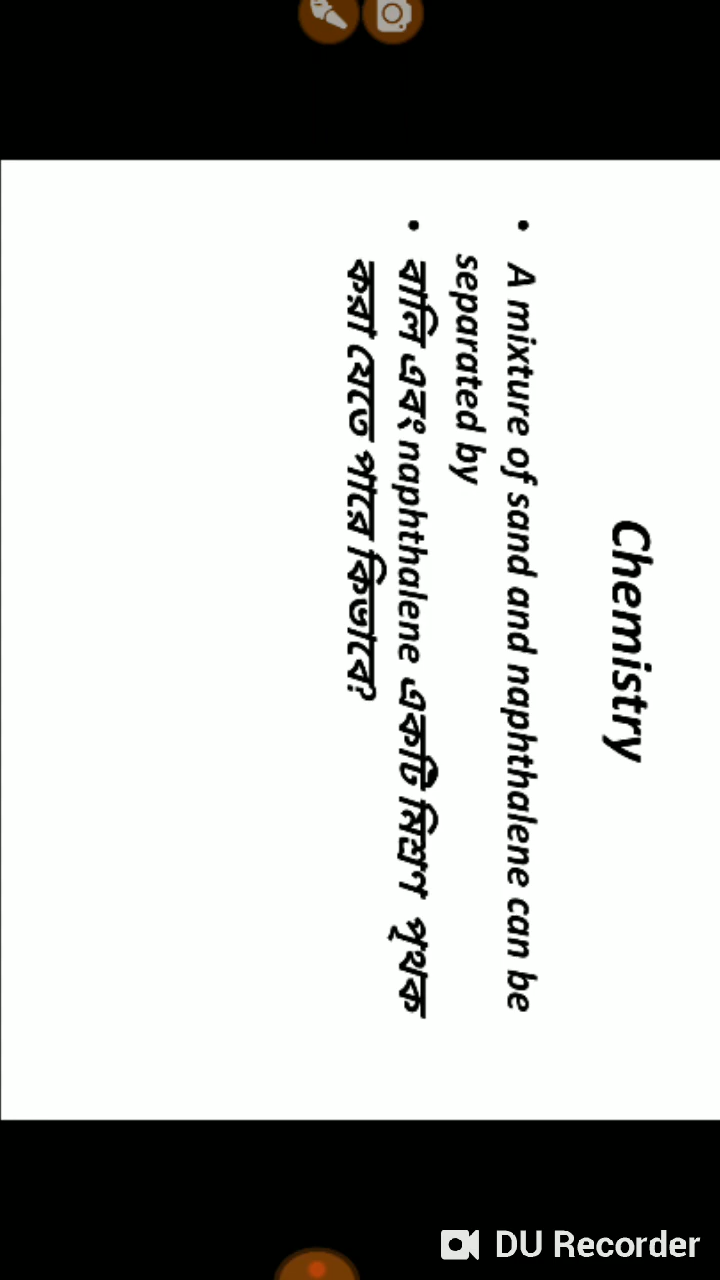 Chemistry
• A mixture of sand and naphthalene can be
separated by
• বালি এবং naphthalene একটি মিশ্রণ পৃথক
করা যেতে পারে কিভাবে?
DU Recorder